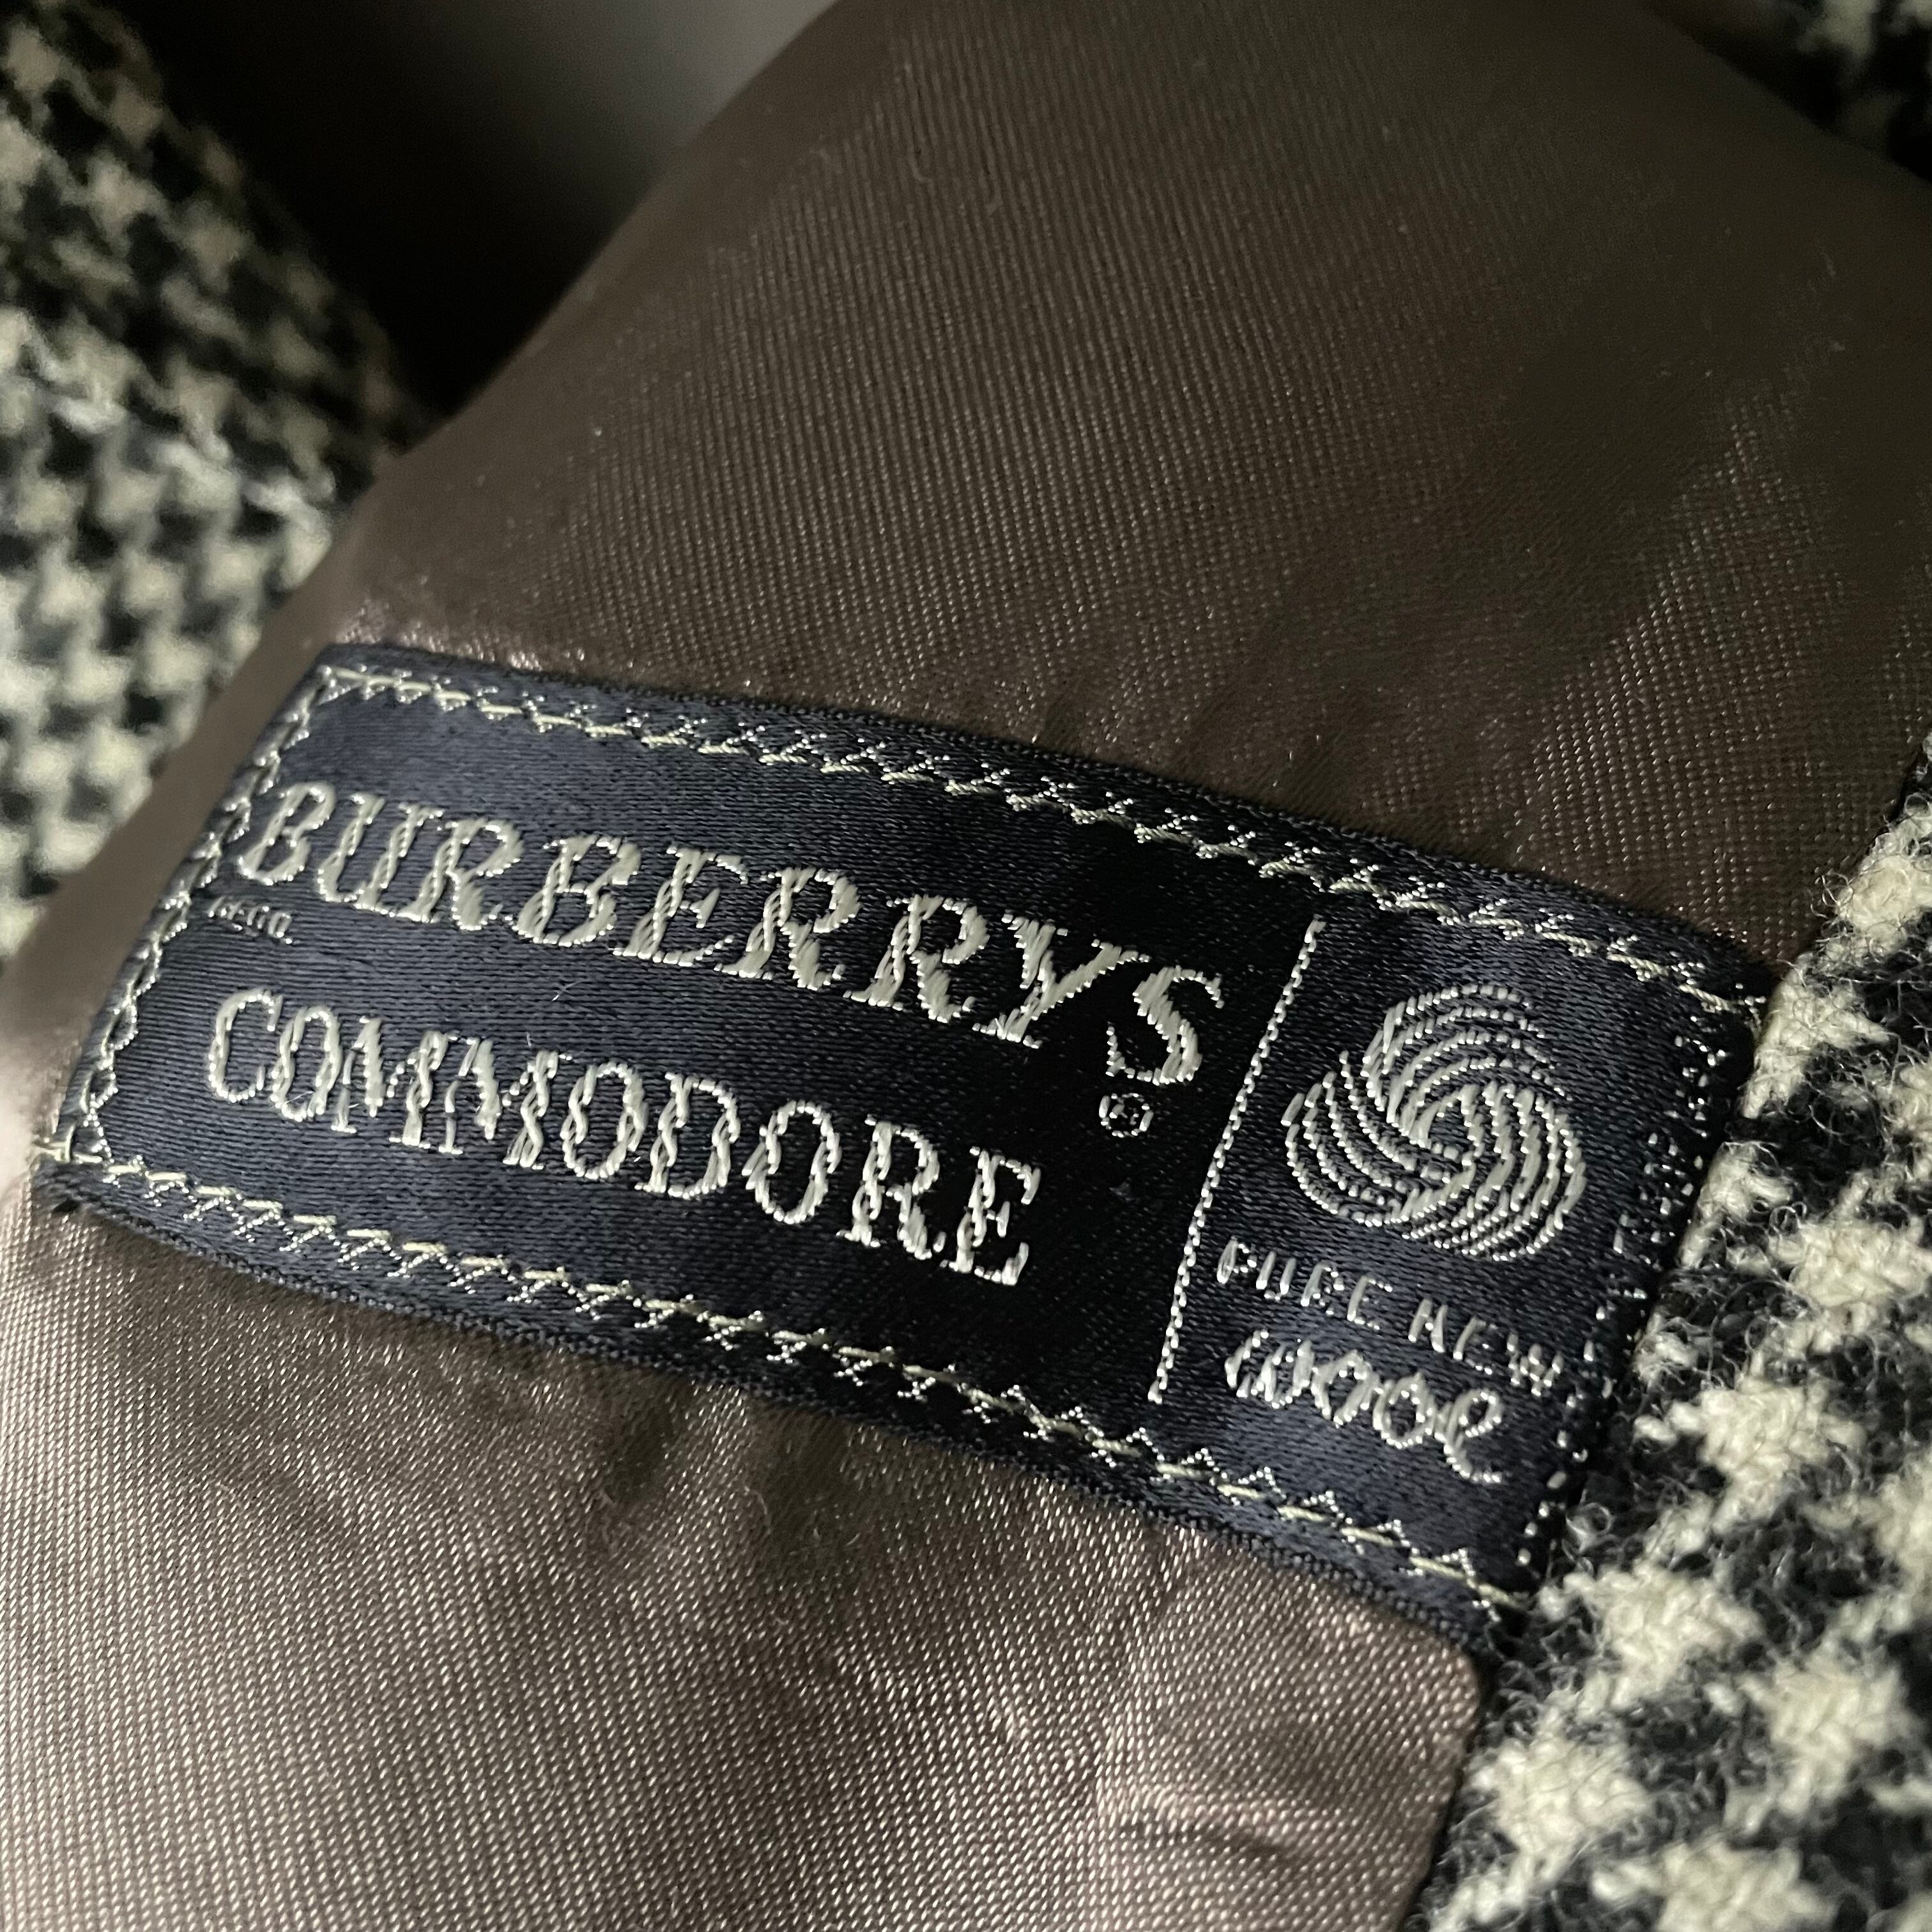 BURBERRYS
REGD.
COMMODORE
®
PURE NEW
WOOL